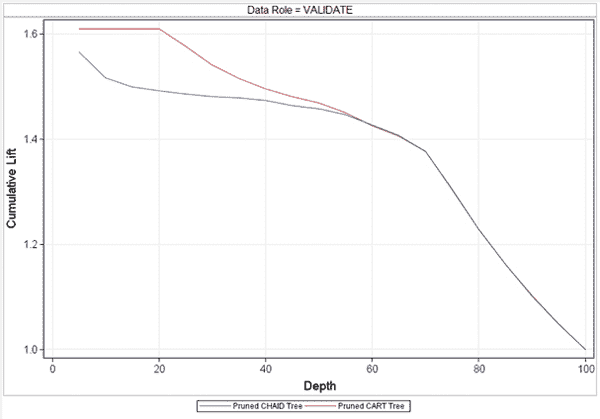 Data Role = VALIDATE
1.6
1.4
1.2
1.0
Cumulative Lift
0 20 40 60 80 100
Depth
Pruned CHAID Tree Pruned CART Tree